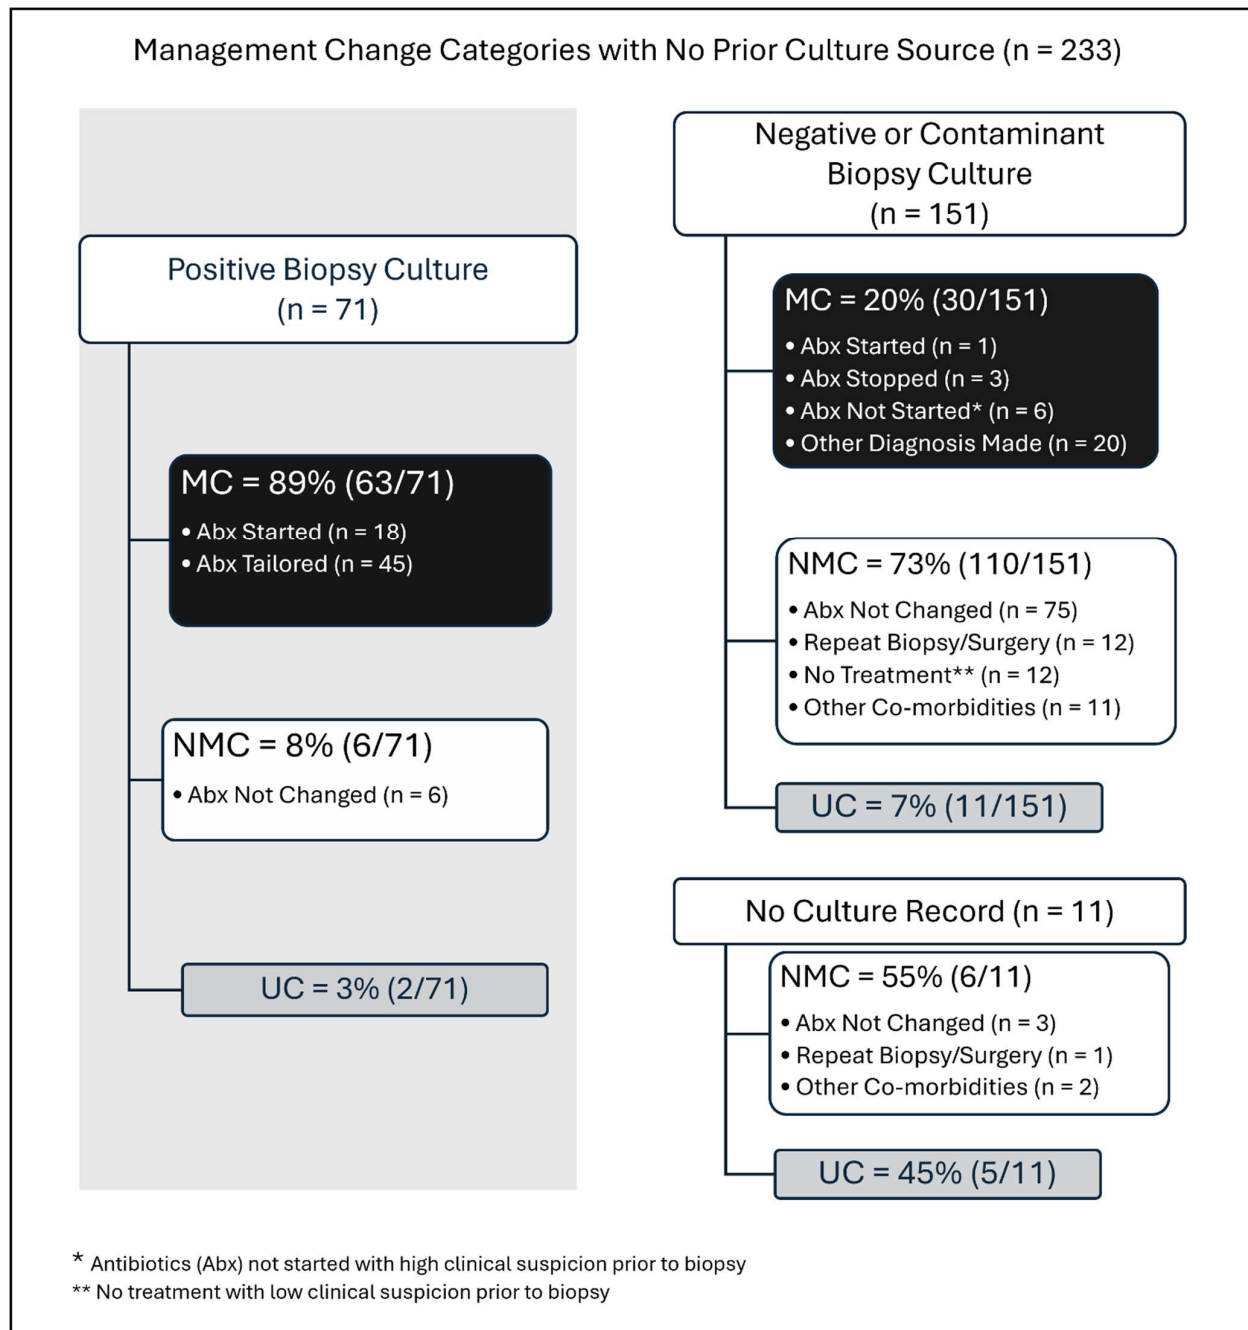 Management Change Categories with No Prior Culture Source (n = 233)
Positive Biopsy Culture
(n = 71)
MC = 89% (63/71)
• Abx Started (n = 18)
• Abx Tailored (n = 45)
NMC = 8% (6/71)
• Abx Not Changed (n = 6)
UC = 3% (2/71)
Negative or Contaminant
Biopsy Culture
(n = 151)
MC = 20% (30/151)
• Abx Started (n = 1)
• Abx Stopped (n = 3)
• Abx Not Started* (n = 6)
• Other Diagnosis Made (n = 20)
NMC = 73% (110/151)
• Abx Not Changed (n = 75)
• Repeat Biopsy/Surgery (n = 12)
• No Treatment** (n = 12)
• Other Co-morbidities (n = 11)
UC = 7% (11/151)
No Culture Record (n = 11)
NMC = 55% (6/11)
• Abx Not Changed (n = 3)
• Repeat Biopsy/Surgery (n = 1)
• Other Co-morbidities (n = 2)
UC = 45% (5/11)
* Antibiotics (Abx) not started with high clinical suspicion prior to biopsy
** No treatment with low clinical suspicion prior to biopsy